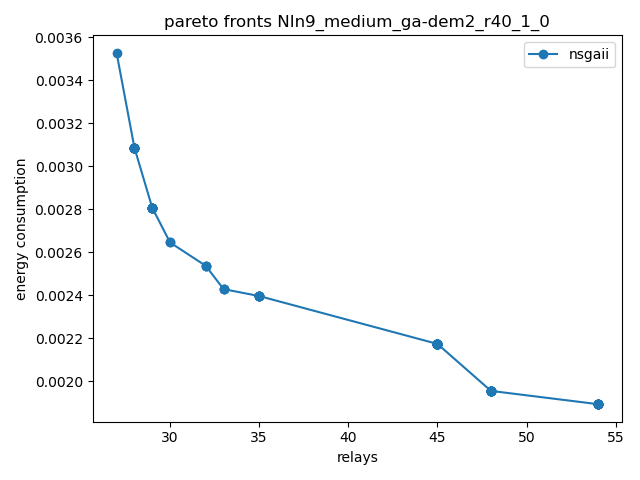 pareto fronts NIn9_medium_ga-dem2_r40_1_0
nsgaii
energy consumption
0.0036
0.0034
0.0032
0.0030
0.0028
0.0026
0.0024
0.0022
0.0020
30 35 40 45 50 55
relays